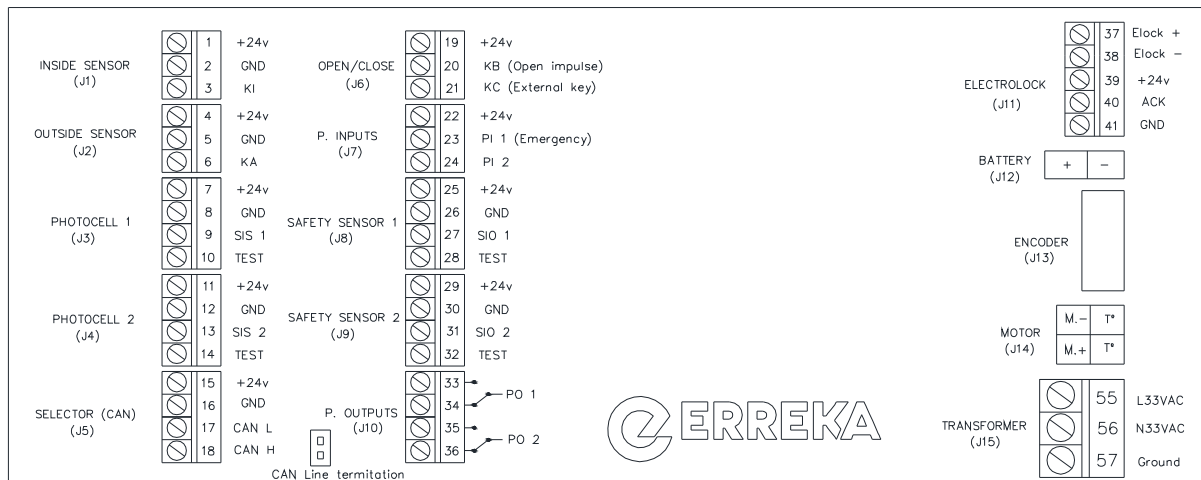 INSIDE SENSOR
(J1)
1 +24v
2 GND
3 KI
OUTSIDE SENSOR
(J2)
4 +24v
5 GND
6 KA
PHOTOCELL 1
(J3)
7 +24v
8 GND
9 SIS 1
10 TEST
PHOTOCELL 2
(J4)
11 +24v
12 GND
13 SIS 2
14 TEST
SELECTOR (CAN)
(J5)
15 +24v
16 GND
17 CAN L
18 CAN H
CAN Line termitation
OPEN/CLOSE
(J6)
19 +24v
20 KB (Open impulse)
21 KC (External key)
P. INPUTS
(J7)
22 +24v
23 PI 1 (Emergency)
24 PI 2
SAFETY SENSOR 1
(J8)
25 +24v
26 GND
27 SIO 1
28 TEST
SAFETY SENSOR 2
(J9)
29 +24v
30 GND
31 SIO 2
32 TEST
P. OUTPUTS
(J10)
33
34
PO 1
35
36
PO 2
ERREKA
ELECTROLOCK
(J11)
37 Elock +
38 Elock -
39 +24v
40 ACK
41 GND
BATTERY
(J12)
+ -
ENCODER
(J13)
MOTOR
(J14)
M.- Tº
M.+ Tº
TRANSFORMER
(J15)
55 L33VAC
56 N33VAC
57 Ground